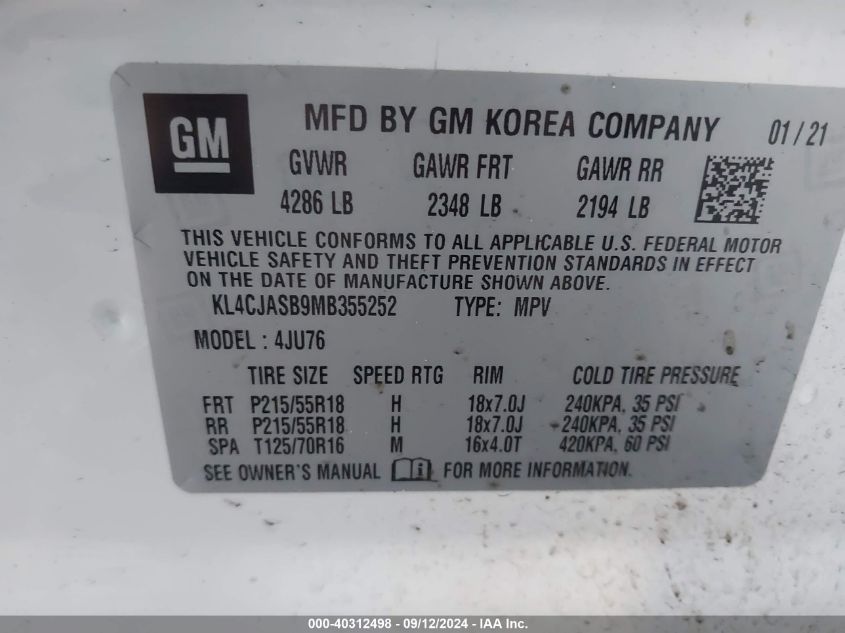 GM
MFD BY GM KOREA COMPANY 01/21
GVWR GAWR FRT GAWR RR
4286 LB 2348 LB 2194 LB
THIS VEHICLE CONFORMS TO ALL APPLICABLE U.S. FEDERAL MOTOR
VEHICLE SAFETY AND THEFT PREVENTION STANDARDS IN EFFECT
ON THE DATE OF MANUFACTURE SHOWN ABOVE.
KL4CJASB9MB355252 TYPE: MPV
MODEL: 4JU76
TIRE SIZE SPEED RTG RIM COLD TIRE PRESSURE
FRT P215/55R18 H 18x7.0J 240KPA, 35 PSI
RR P215/55R18 H 18x7.0J 240KPA, 35 PSI
SPA T125/70R16 M 16x4.0T 420KPA, 60 PSI
SEE OWNER'S MANUAL FOR MORE INFORMATION.
000-40312498 - 09/12/2024 - IAA Inc.